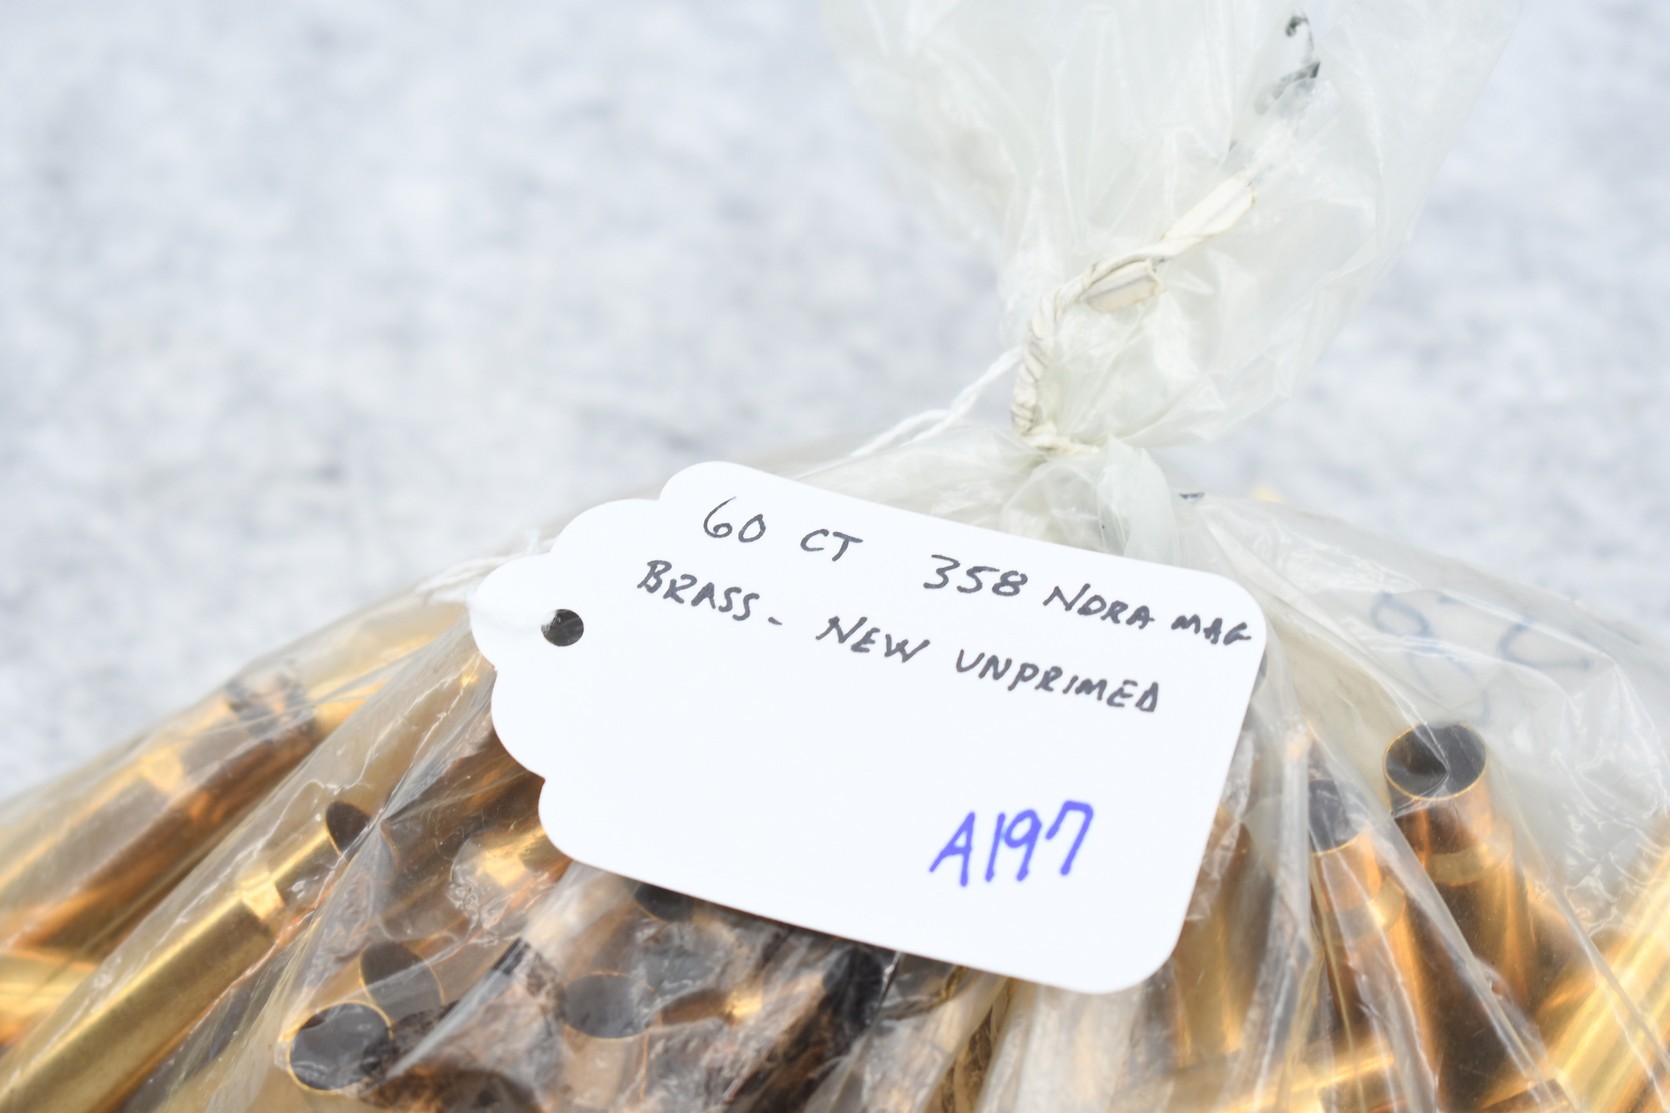 60 CT 358 NORA MAG
BRASS - NEW UNPRIMED
A197